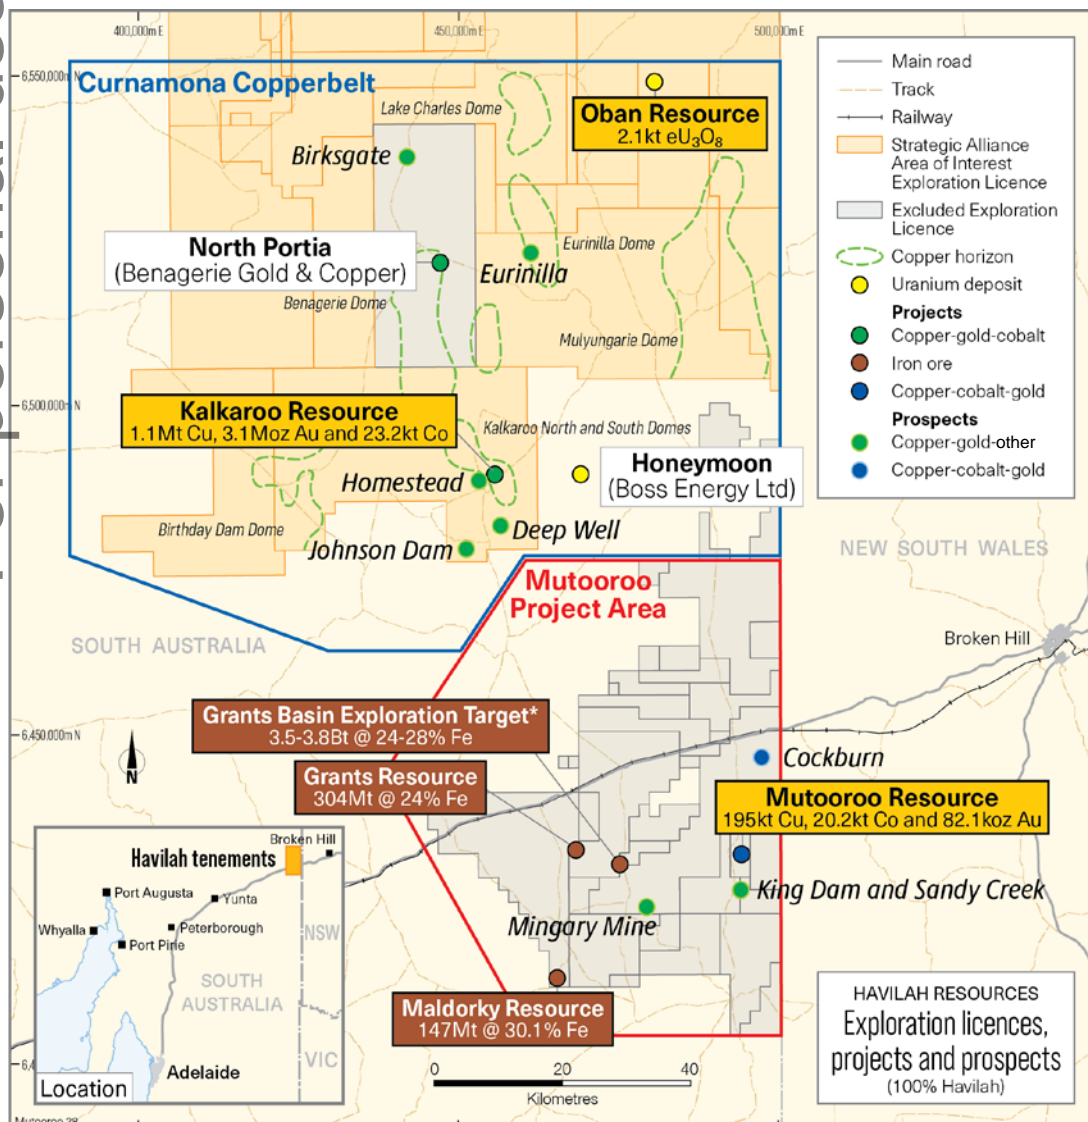 400,000m E
450,000m E
500,000m E
6,550,000m N
Curnamona Copperbelt
Lake Charles Dome
Oban Resource
2.1kt eU₃O₈
Birksgate
North Portia
(Benagerie Gold & Copper)
Eurinilla Dome
Eurinilla
Benagerie Dome
Mulyungarie Dome
6,500,000m N
Kalkaroo Resource
1.1Mt Cu, 3.1Moz Au and 23.2kt Co
Kalkaroo North and South Domes
Honeymoon
(Boss Energy Ltd)
Homestead
Birthday Dam Dome
Deep Well
Johnson Dam
Main road
Track
Railway
Strategic Alliance
Area of Interest
Exploration Licence
Excluded Exploration
Licence
Copper horizon
Uranium deposit
Projects
Copper-gold-cobalt
Iron ore
Copper-cobalt-gold
Prospects
Copper-gold-other
Copper-cobalt-gold
NEW SOUTH WALES
Mutooroo
Project Area
SOUTH AUSTRALIA
Broken Hill
Grants Basin Exploration Target*
3.5-3.8Bt @ 24-28% Fe
6,450,000m N
N
Cockburn
Grants Resource
304Mt @ 24% Fe
Mutooroo Resource
195kt Cu, 20.2kt Co and 82.1koz Au
King Dam and Sandy Creek
Mingary Mine
Maldorky Resource
147Mt @ 30.1% Fe
Broken Hill
Havilah tenements
Port Augusta
Yunta
Whyalla
Peterborough
Port Pirie
NSW
SOUTH
AUSTRALIA
VIC
Adelaide
Location
0
20
40
Kilometres
HAVILAH RESOURCES
Exploration licences,
projects and prospects
(100% Havilah)